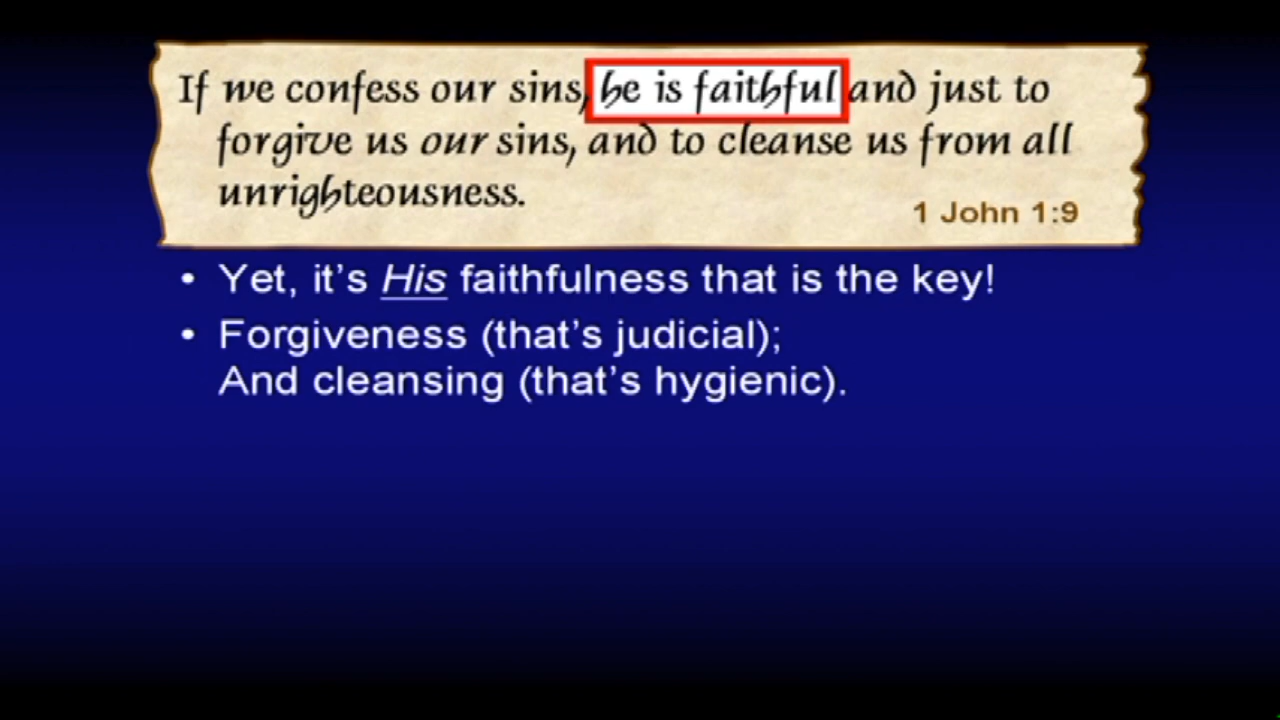 If we confess our sins, he is faithful and just to
forgive us our sins, and to cleanse us from all
unrighteousness.
1 John 1:9
• Yet, it's His faithfulness that is the key!
• Forgiveness (that's judicial);
And cleansing (that's hygienic).